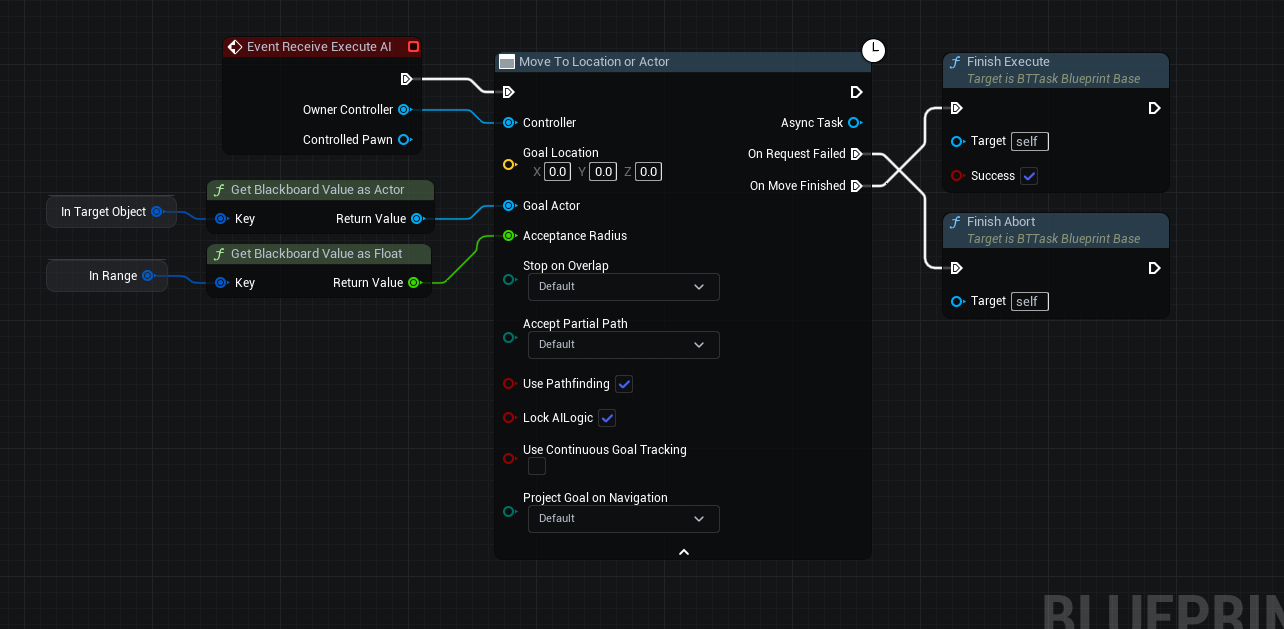 Event Receive Execute AI
Owner Controller
Controlled Pawn
In Target Object
Get Blackboard Value as Actor
Key
Return Value
In Range
Get Blackboard Value as Float
Key
Return Value
Move To Location or Actor
Controller
Async Task
Goal Location
X 0.0 Y 0.0 Z 0.0
On Request Failed
On Move Finished
Goal Actor
Acceptance Radius
Stop on Overlap
Default
Accept Partial Path
Default
Use Pathfinding
Lock AILogic
Use Continuous Goal Tracking
Project Goal on Navigation
Default
Finish Execute
Target is BTTask Blueprint Base
Target self
Success
Finish Abort
Target is BTTask Blueprint Base
Target self
BLUEPRIN